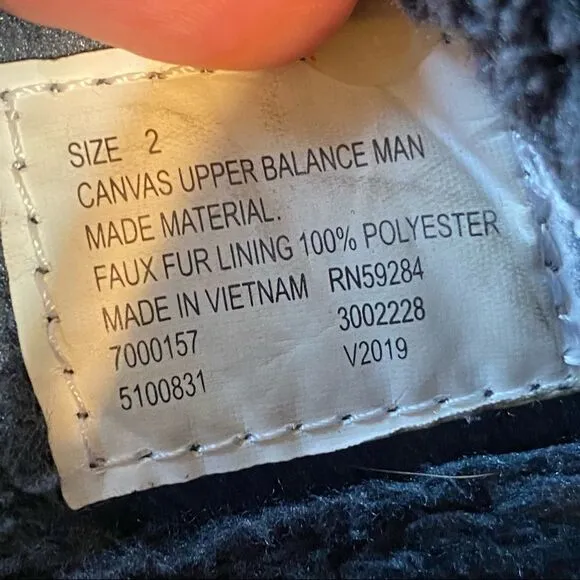 SIZE 2
CANVAS UPPER BALANCE MAN
MADE MATERIAL.
FAUX FUR LINING 100% POLYESTER
MADE IN VIETNAM RN59284
7000157 3002228
5100831 V2019